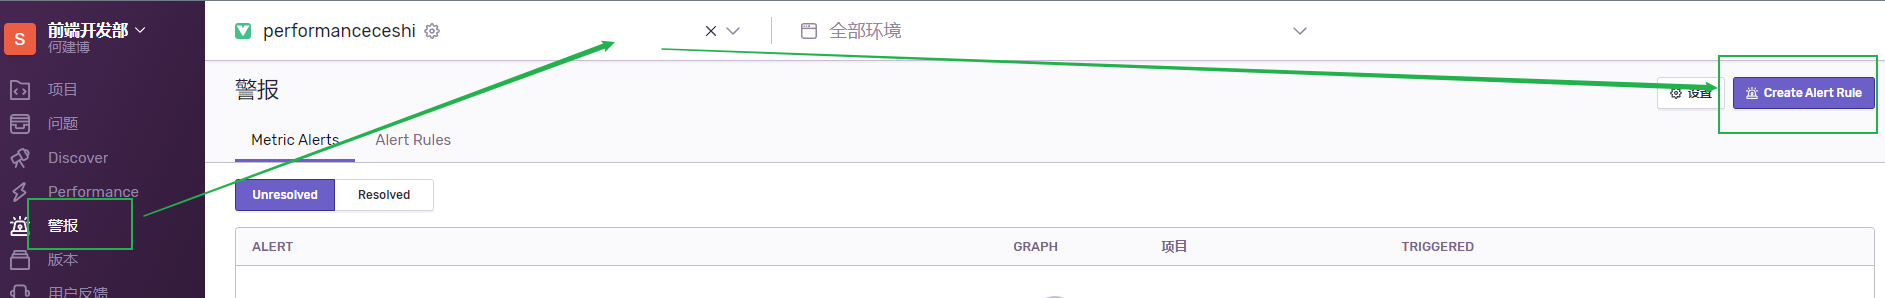 S
前端开发部
何建博
项目
问题
Discover
Performance
警报
版本
用户反馈
performanceceshi
全部环境
警报
设置
Create Alert Rule
Metric Alerts
Alert Rules
Unresolved
Resolved
ALERT
GRAPH
项目
TRIGGERED